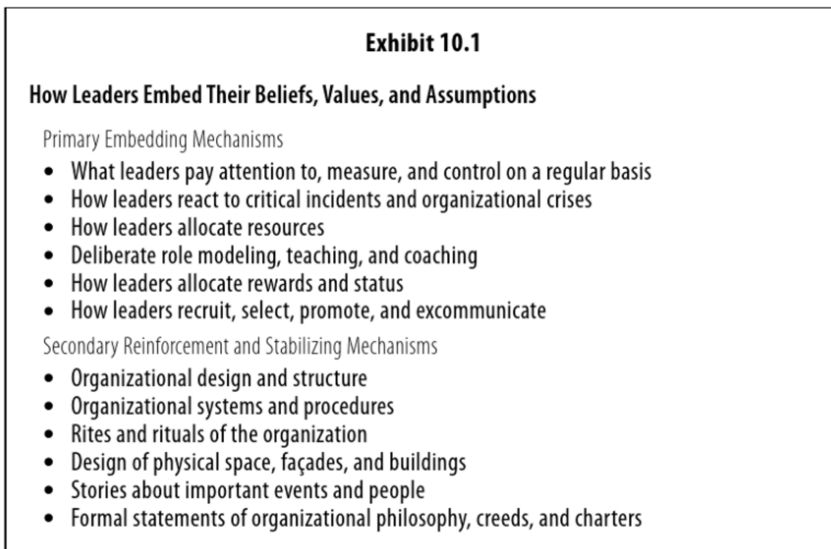 Exhibit 10.1
How Leaders Embed Their Beliefs, Values, and Assumptions
Primary Embedding Mechanisms
• What leaders pay attention to, measure, and control on a regular basis
• How leaders react to critical incidents and organizational crises
• How leaders allocate resources
• Deliberate role modeling, teaching, and coaching
• How leaders allocate rewards and status
• How leaders recruit, select, promote, and excommunicate
Secondary Reinforcement and Stabilizing Mechanisms
• Organizational design and structure
• Organizational systems and procedures
• Rites and rituals of the organization
• Design of physical space, façades, and buildings
• Stories about important events and people
• Formal statements of organizational philosophy, creeds, and charters